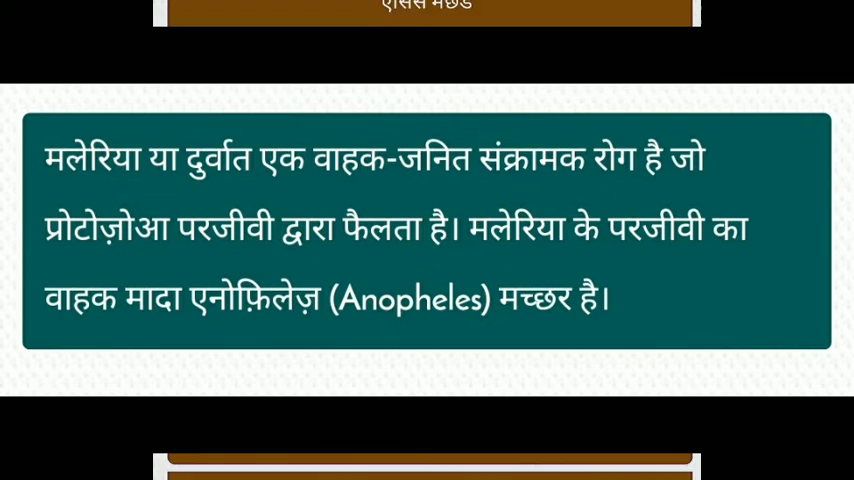 मलेरिया या दुर्वात एक वाहक-जनित संक्रामक रोग है जो
प्रोटोज़ोआ परजीवी द्वारा फैलता है। मलेरिया के परजीवी का
वाहक मादा एनोफ़िलेज़ (Anopheles) मच्छर है।